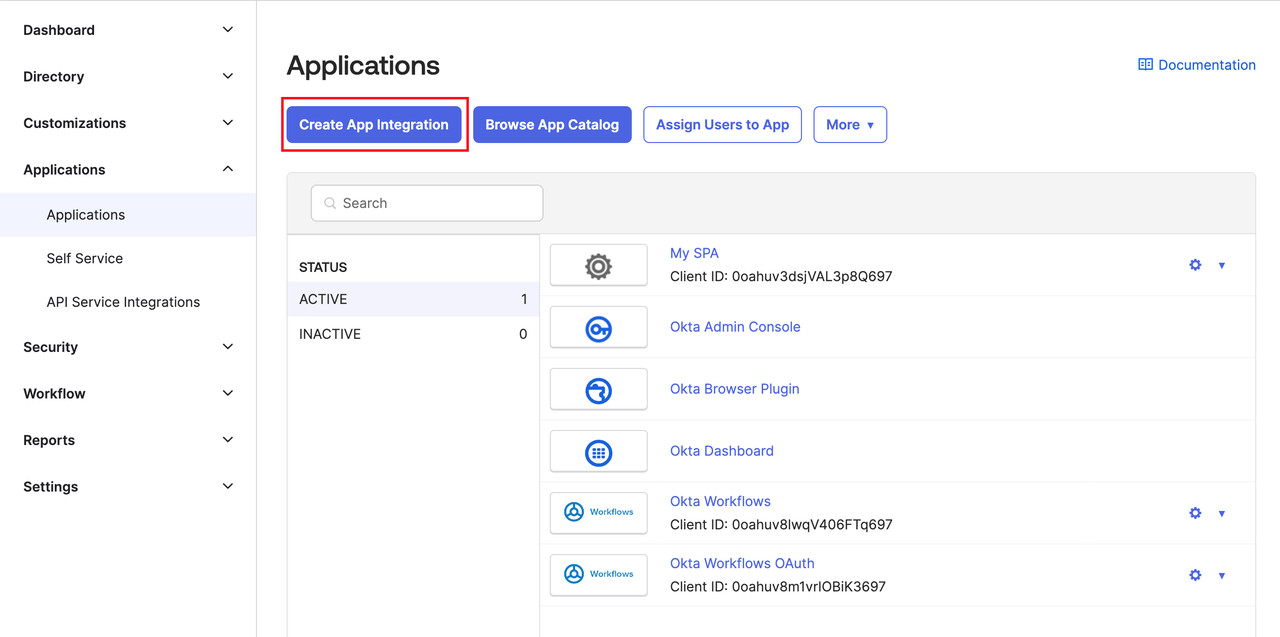 Dashboard
Directory
Customizations
Applications
Applications
Self Service
API Service Integrations
Security
Workflow
Reports
Settings
Applications
Documentation
Create App Integration
Browse App Catalog
Assign Users to App
More
Search
STATUS
ACTIVE 1
INACTIVE 0
My SPA
Client ID: 0oahuv3dsjVAL3p8Q697
Okta Admin Console
Okta Browser Plugin
Okta Dashboard
Workflows
Okta Workflows
Client ID: 0oahuv8lwqV406FTq697
Workflows
Okta Workflows OAuth
Client ID: 0oahuv8m1vrlOBiK3697